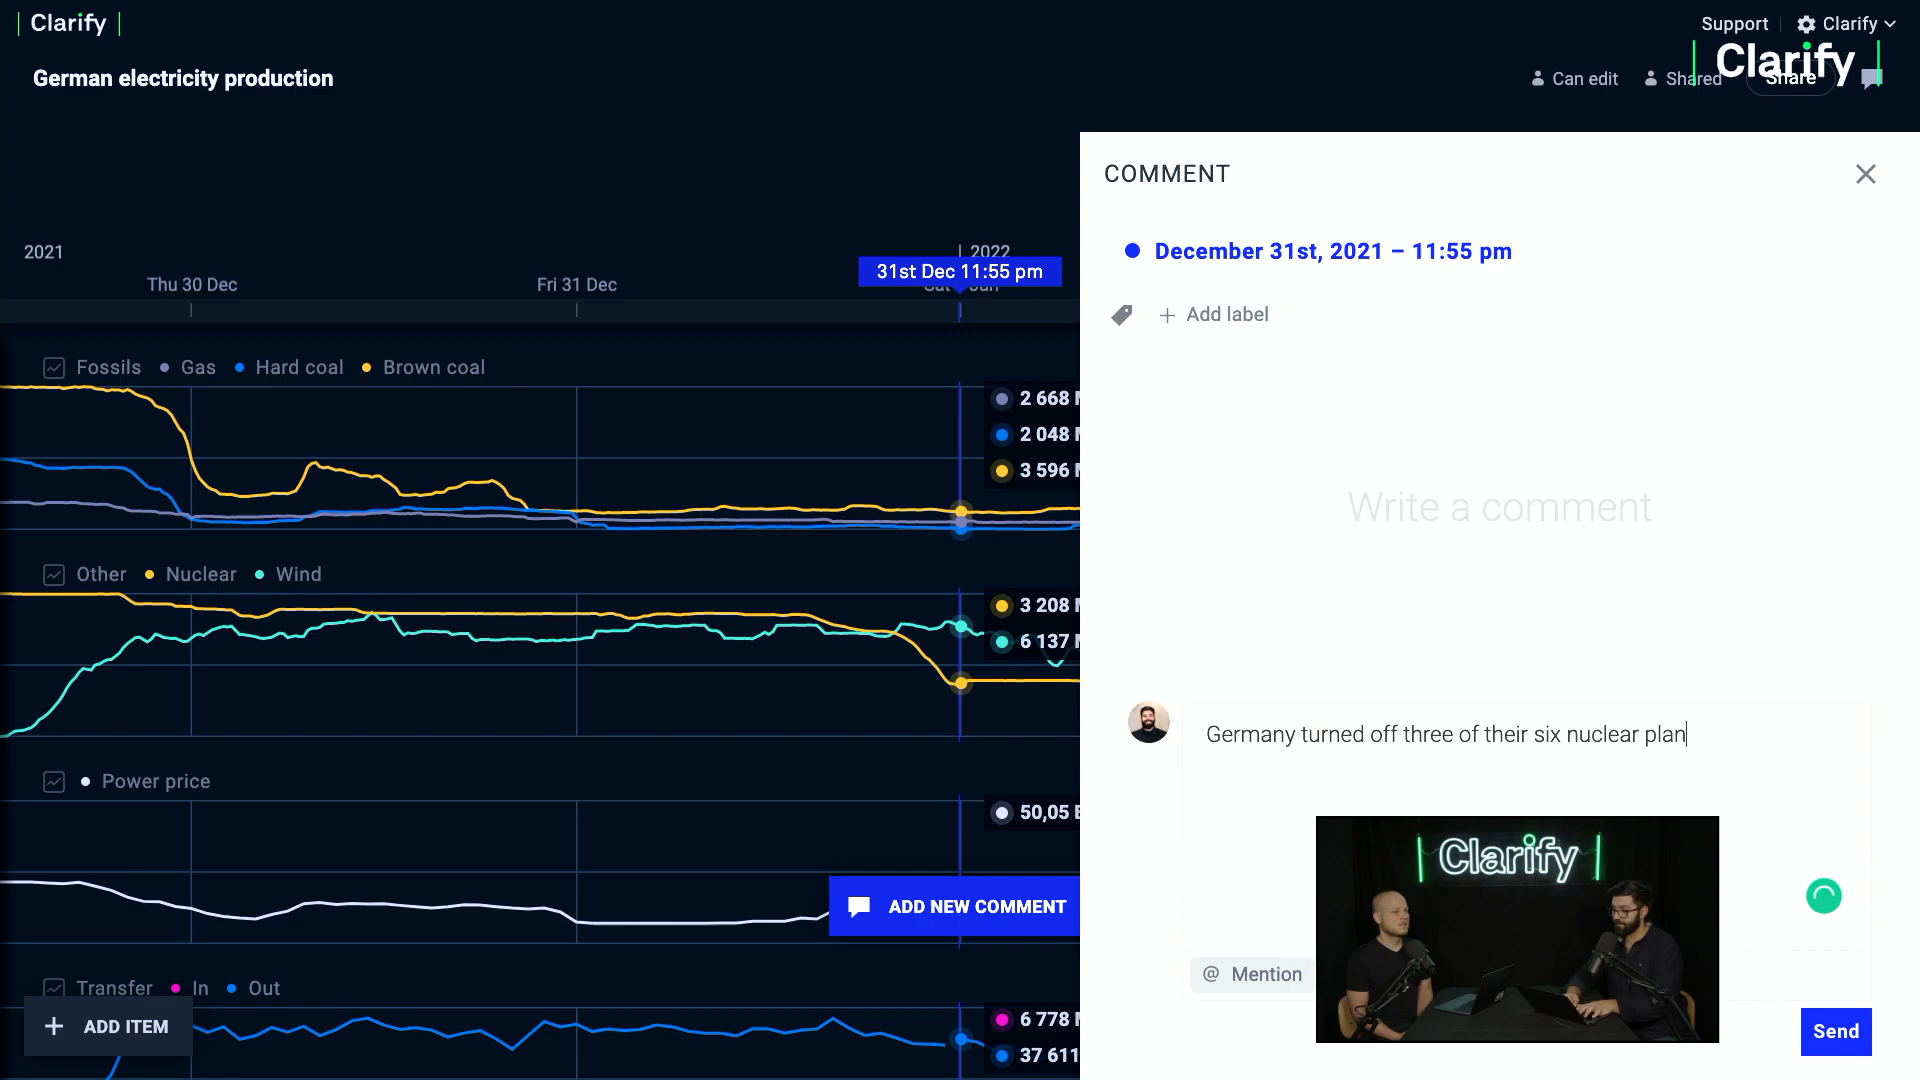 Clarify
Support
Clarify
Clarify
German electricity production
Can edit
Shared
Share
COMMENT
2021
2022
December 31st, 2021 – 11:55 pm
31st Dec 11:55 pm
Thu 30 Dec
Fri 31 Dec
Add label
Fossils
Gas
Hard coal
Brown coal
2 668
2 048
3 596
Write a comment
Other
Nuclear
Wind
3 208
6 137
Germany turned off three of their six nuclear plan
Power price
50,05
Clarify
ADD NEW COMMENT
@ Mention
Transfer
In
Out
ADD ITEM
6 778
37 611
Send